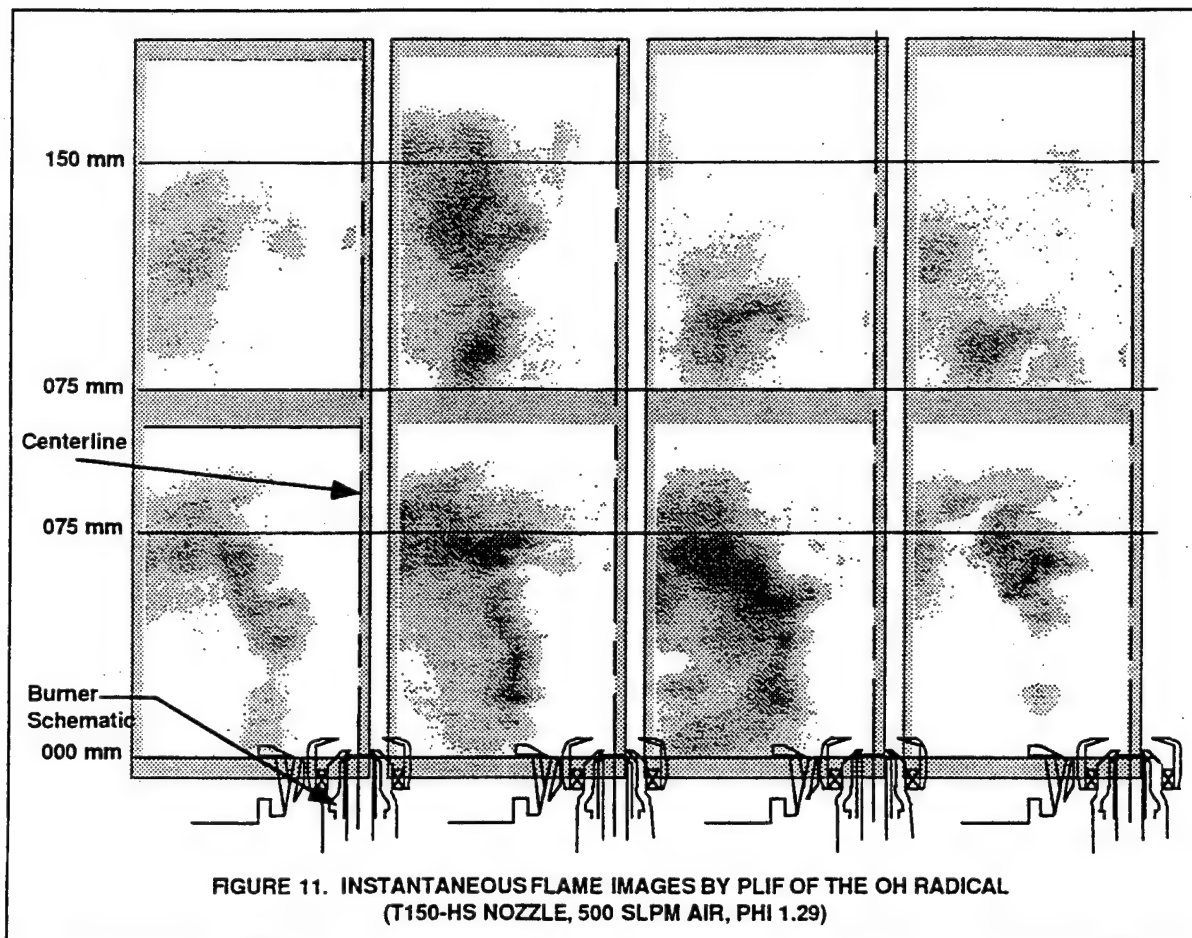 150 mm
075 mm
Centerline
075 mm
Burner
Schematic
000 mm
FIGURE 11. INSTANTANEOUS FLAME IMAGES BY PLIF OF THE OH RADICAL
(T150-HS NOZZLE, 500 SLPM AIR, PHI 1.29)